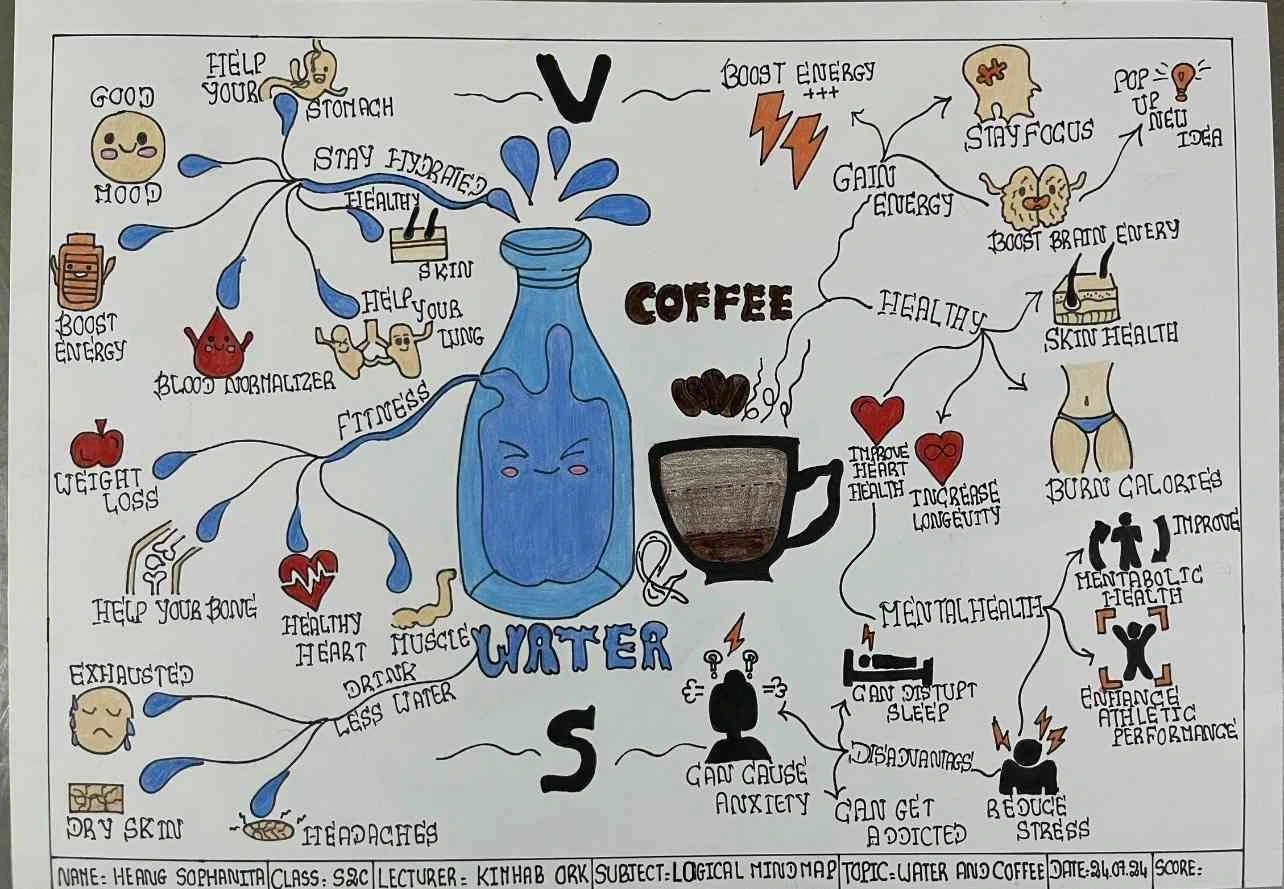 V
HELP
YOUR
STOMACH
GOOD
MOOD
STAY HYDRATED
HEALTHY
SKIN
BOOST
ENERGY
BLOOD NORMALIZER
HELP YOUR
LUNG
FITNESS
WEIGHT
LOSS
HELP YOUR BONE
HEALTHY
HEART
MUSCLE
WATER
DRINK
LESS WATER
EXHAUSTED
DRY SKIN
HEADACHES
S
COFFEE
BOOST ENERGY
+++
GAIN
ENERGY
STAY FOCUS
POP
UP
NEU
IDEA
BOOST BRAIN ENERY
HEALTHY
SKIN HEALTH
IMPROVE
HEART
HEALTH
INCREASE
LONGEVITY
BURN CALORIES
MENTAL HEALTH
IMPROVE
MENTABOLIC
HEALTH
ENHANCE
ATHLETIC
PERFORMANCE
REDUCE
STRESS
DISADVANTAGS
CAN DISTUPT
SLEEP
CAN CAUSE
ANXIETY
CAN GET
ADDICTED
NAME: HEANG SOPHANITA CLASS: S2C LECTURER: KIMHAB ORK SUBJECT: LOGICAL MIND MAP TOPIC: WATER AND COFFEE DATE: 24.07.24 SCORE: